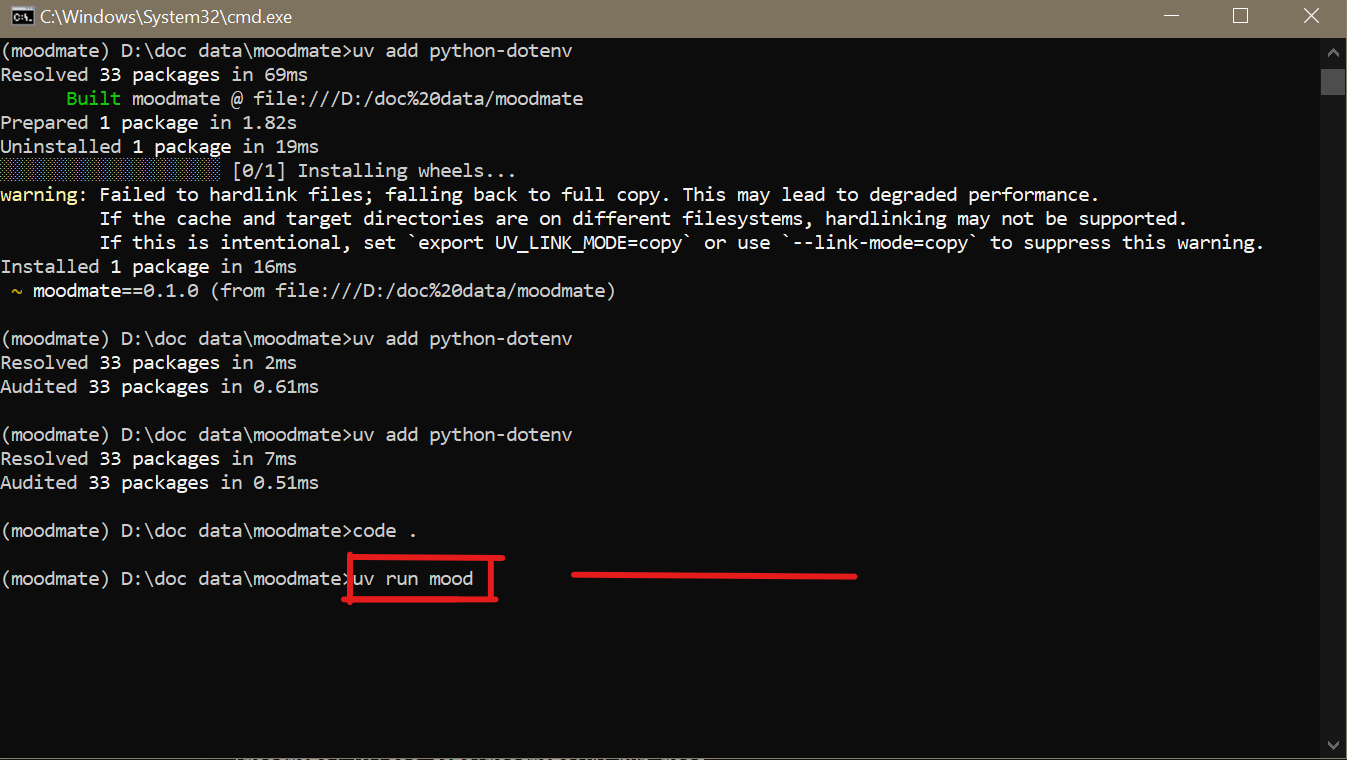 C:\Windows\System32\cmd.exe
(moodmate) D:\doc data\moodmate>uv add python-dotenv
Resolved 33 packages in 69ms
Built moodmate @ file:///D:/doc%20data/moodmate
Prepared 1 package in 1.82s
Uninstalled 1 package in 19ms
[0/1] Installing wheels...
warning: Failed to hardlink files; falling back to full copy. This may lead to degraded performance.
If the cache and target directories are on different filesystems, hardlinking may not be supported.
If this is intentional, set `export UV_LINK_MODE=copy` or use `--link-mode=copy` to suppress this warning.
Installed 1 package in 16ms
~ moodmate==0.1.0 (from file:///D:/doc%20data/moodmate)
(moodmate) D:\doc data\moodmate>uv add python-dotenv
Resolved 33 packages in 2ms
Audited 33 packages in 0.61ms
(moodmate) D:\doc data\moodmate>uv add python-dotenv
Resolved 33 packages in 7ms
Audited 33 packages in 0.51ms
(moodmate) D:\doc data\moodmate>code .
(moodmate) D:\doc data\moodmate>uv run mood